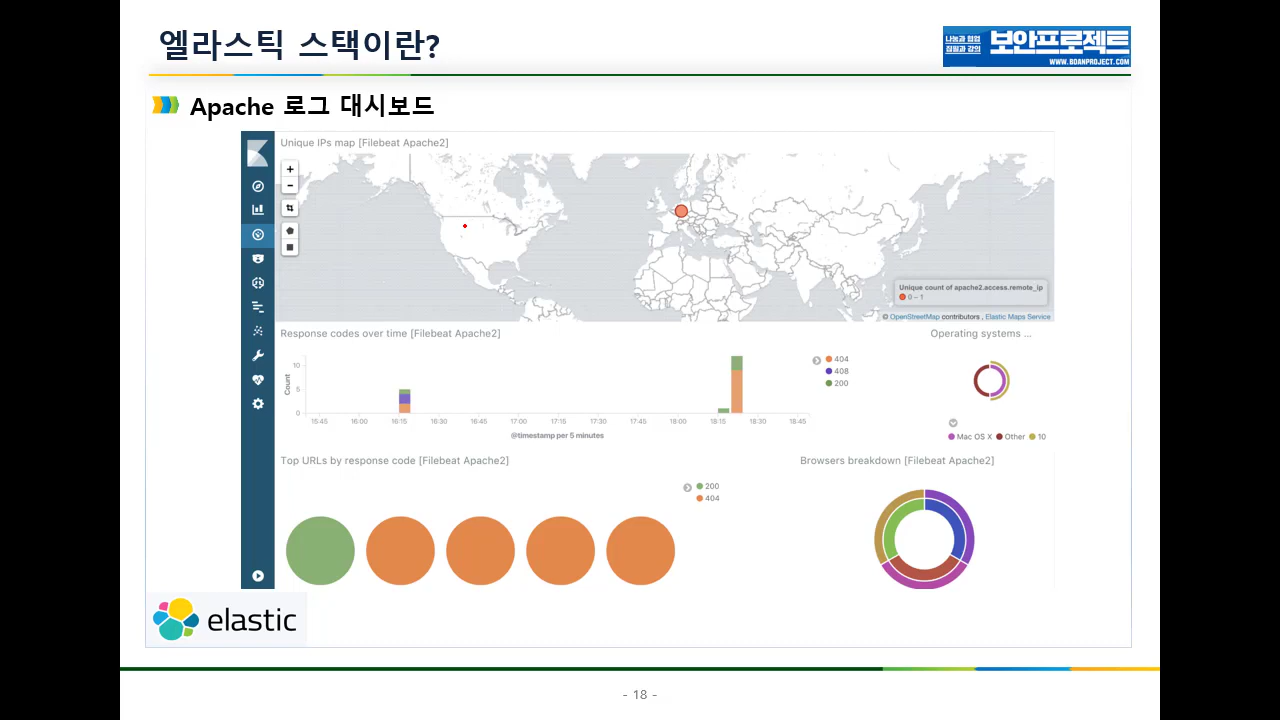 엘라스틱 스택이란?
나눔과 협업
집필과 강의
보안프로젝트
WWW.BOANPROJECT.COM
Apache 로그 대시보드
Unique IPs map [Filebeat Apache2]
+
−
Unique count of apache2.access.remote_ip
0 – 1
© OpenStreetMap contributors , Elastic Maps Service
Response codes over time [Filebeat Apache2]
Operating systems ...
10
5
0
Count
15:45 16:00 16:15 16:30 16:45 17:00 17:15 17:30 17:45 18:00 18:15 18:30 18:45
@timestamp per 5 minutes
404
408
200
Mac OS X Other 10
Top URLs by response code [Filebeat Apache2]
200
404
Browsers breakdown [Filebeat Apache2]
elastic
- 18 -